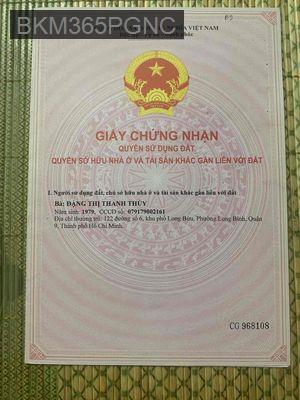 BKM365PGNC
A VIỆT NAM
GIẤY CHỨNG NHẬN
QUYỀN SỬ DỤNG ĐẤT,
QUYỀN SỞ HỮU NHÀ Ở VÀ TÀI SẢN KHÁC GẮN LIỀN VỚI ĐẤT
I. Người sử dụng đất, chủ sở hữu nhà ở và tài sản khác gắn liền với đất
Bà: ĐẶNG THỊ THANH THỦY
Năm sinh: 1979, CCCD số: 079179002161
Địa chỉ thường trú: 122 đường số 6, khu phố Long Bửu, Phường Long Bình, Quận
9, Thành phố Hồ Chí Minh.
CG 968108